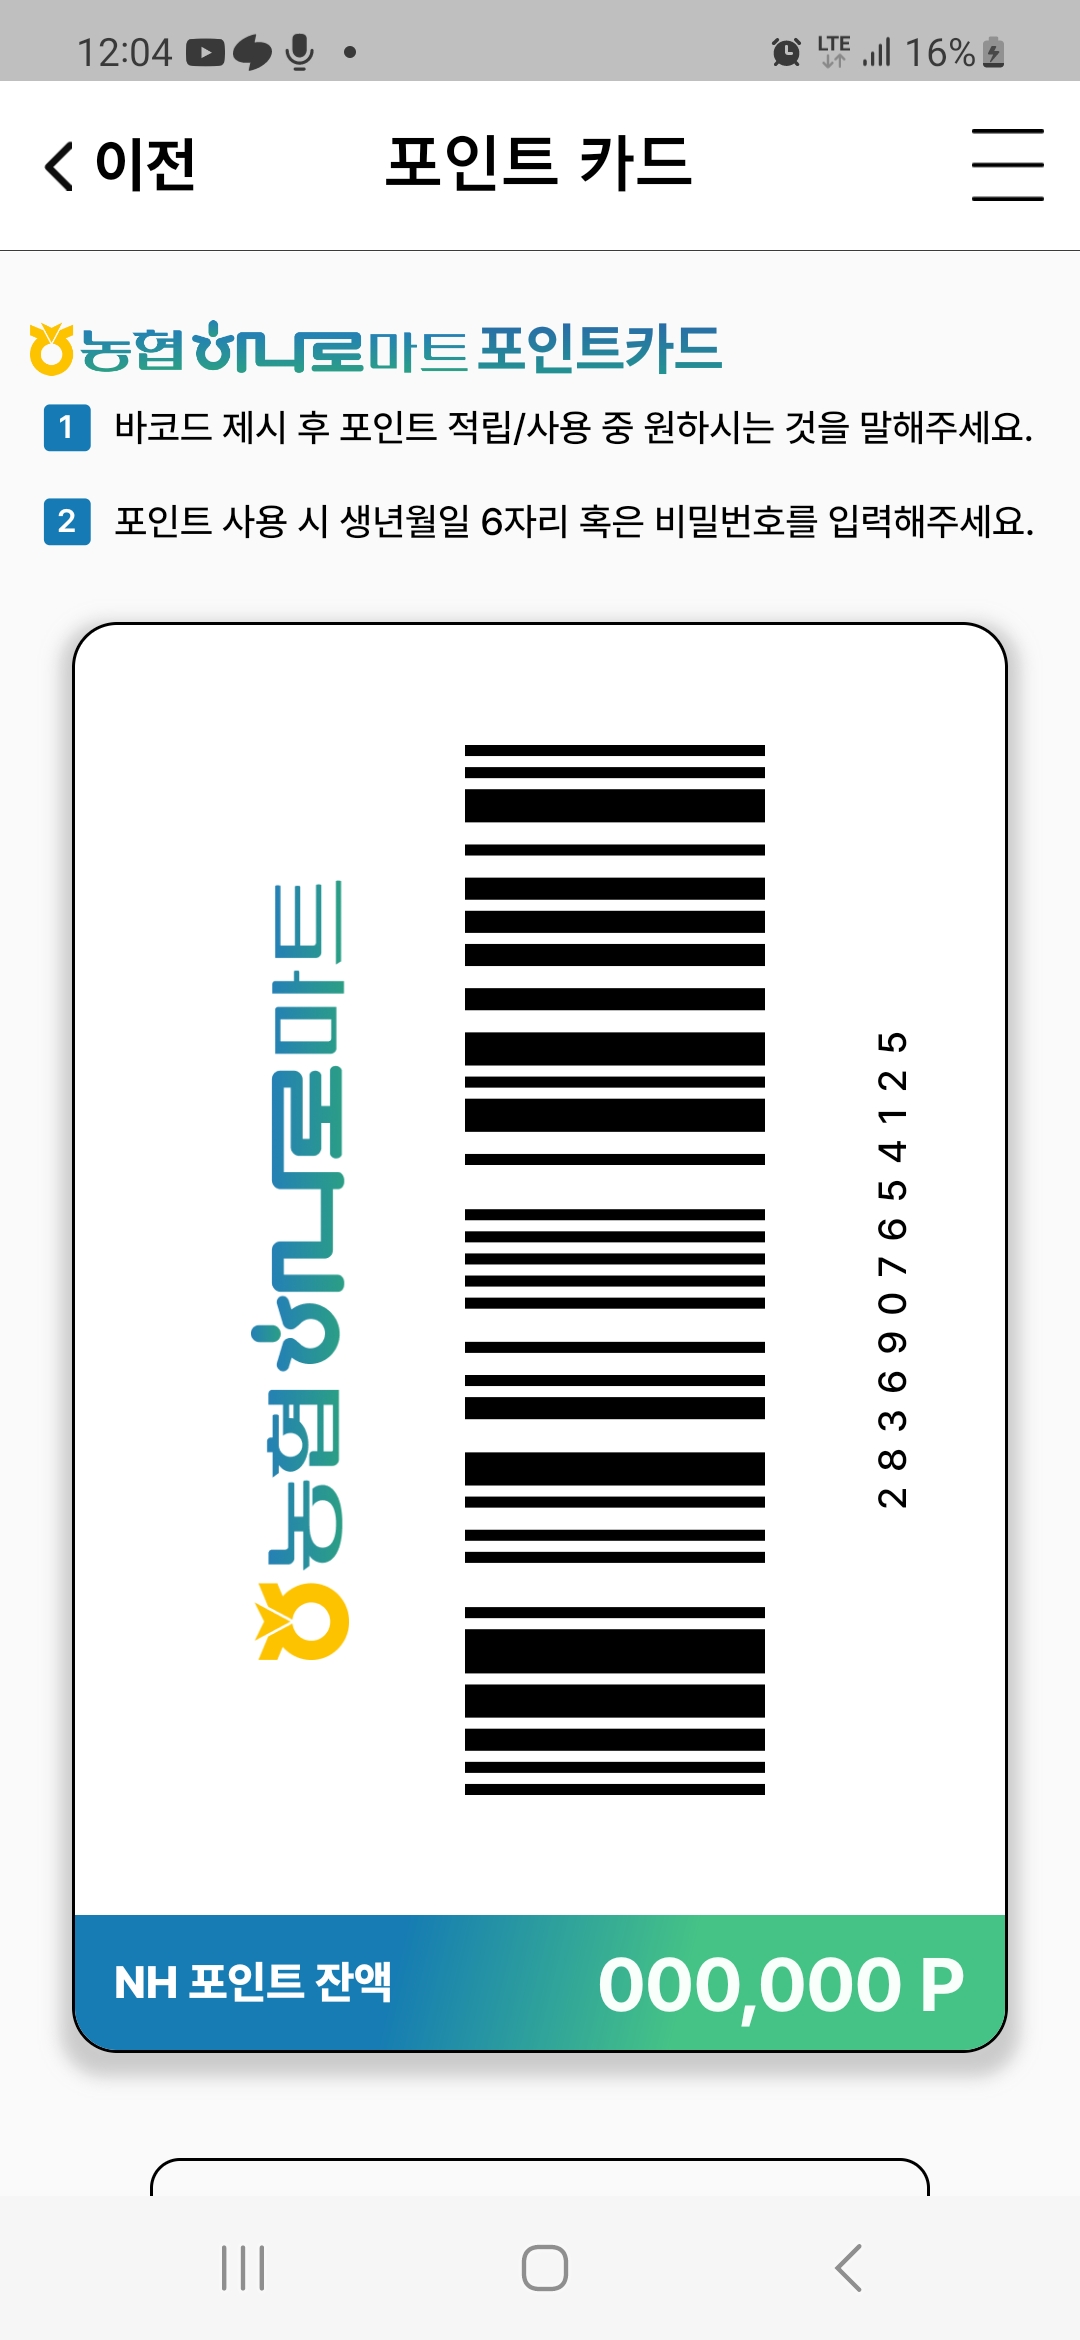 12:04 LTE 16%
이전 포인트 카드
농협 하나로마트 포인트카드
1 바코드 제시 후 포인트 적립/사용 중 원하시는 것을 말해주세요.
2 포인트 사용 시 생년월일 6자리 혹은 비밀번호를 입력해주세요.
농협 하나로마트
2836907654125
NH 포인트 잔액 000,000 P